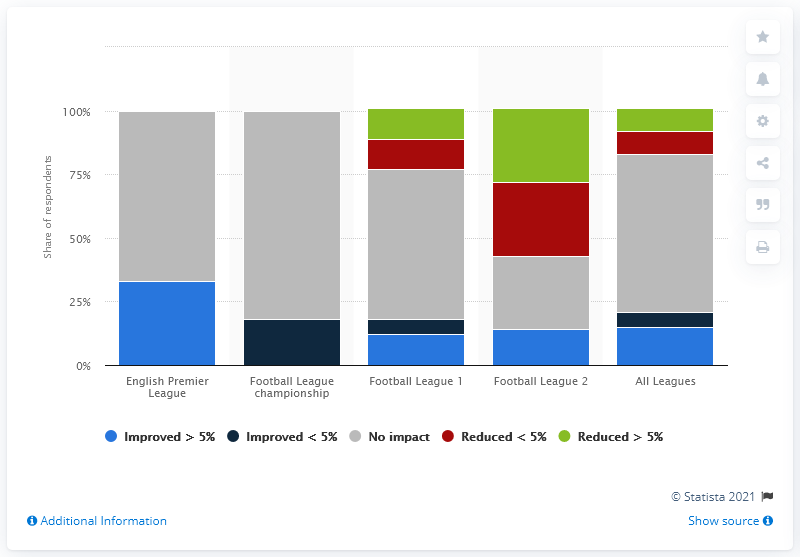 Share of respondents
100%
75%
50%
25%
0%
English Premier
League
Football League
championship
Football League 1
Football League 2
All Leagues
Improved > 5%
Improved < 5%
No impact
Reduced < 5%
Reduced > 5%
© Statista 2021
Additional Information
Show source